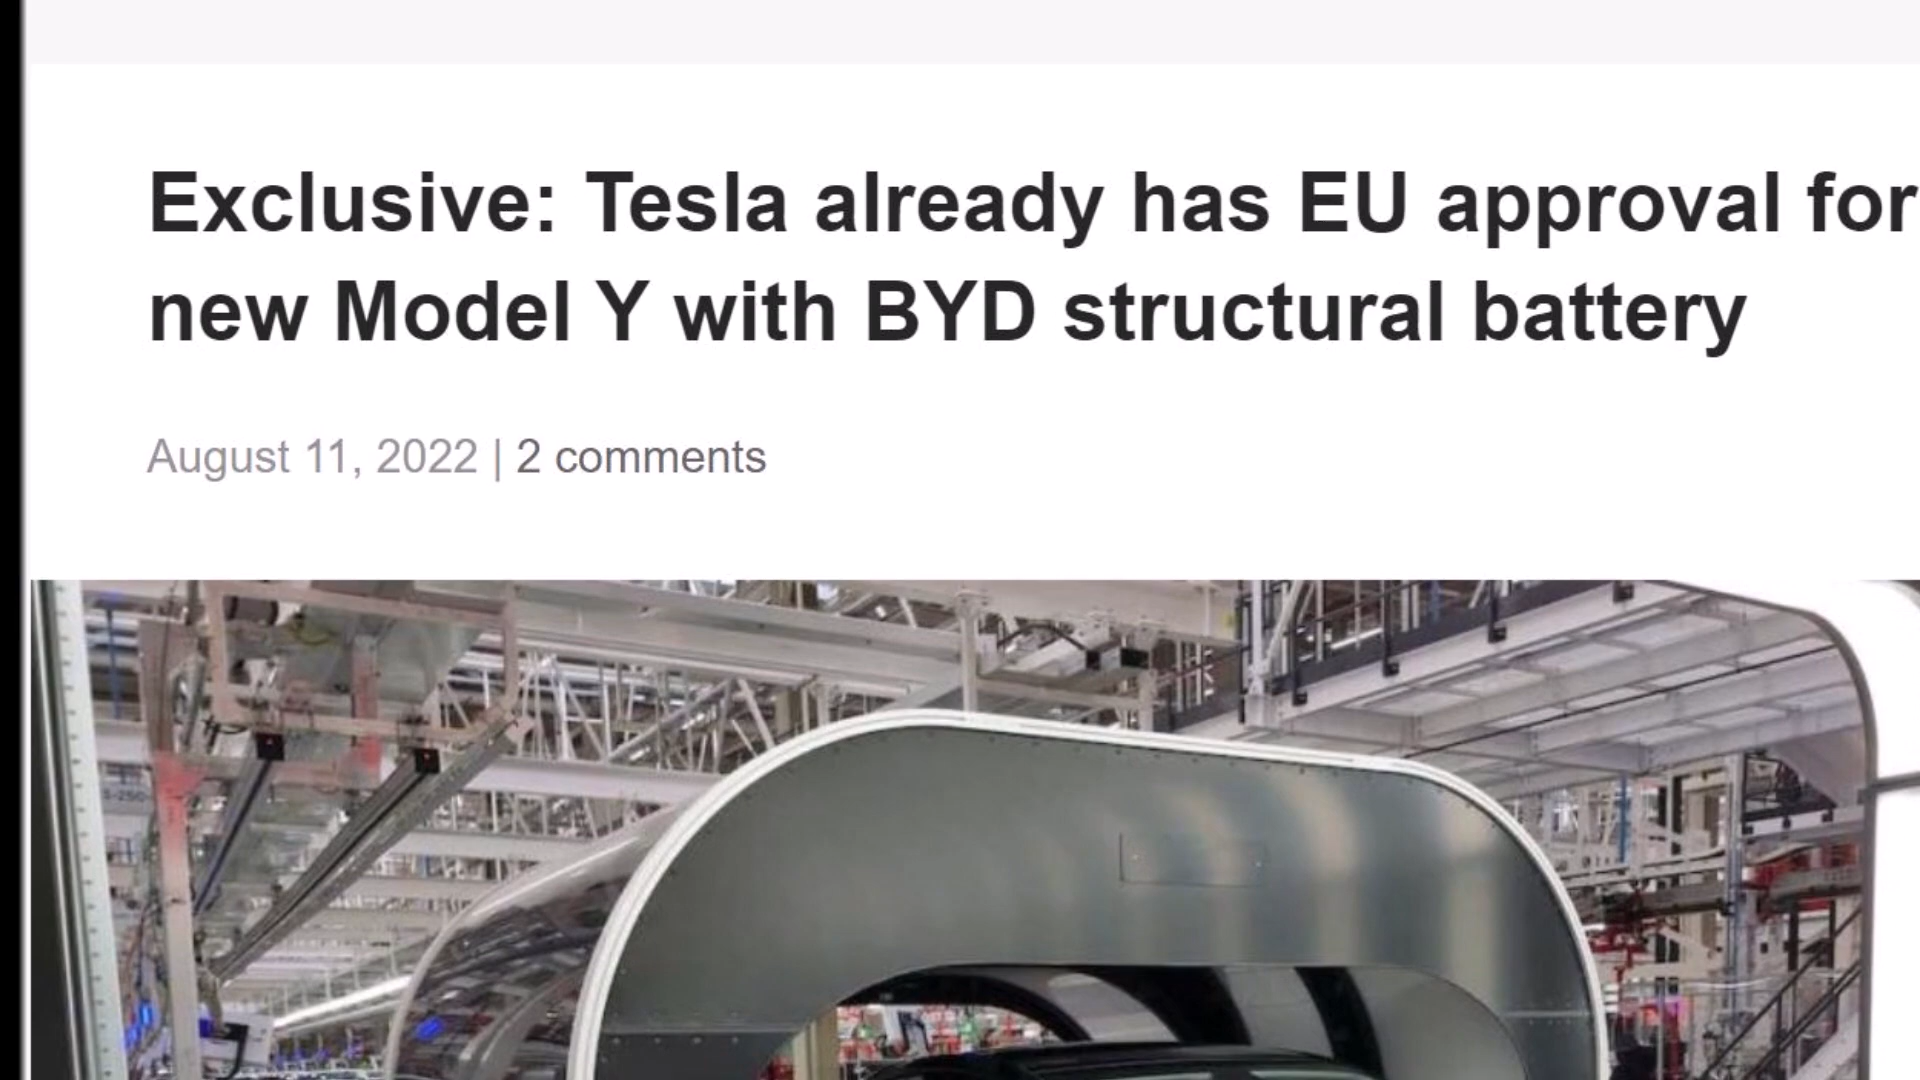 Exclusive: Tesla already has EU approval for
new Model Y with BYD structural battery
August 11, 2022 | 2 comments